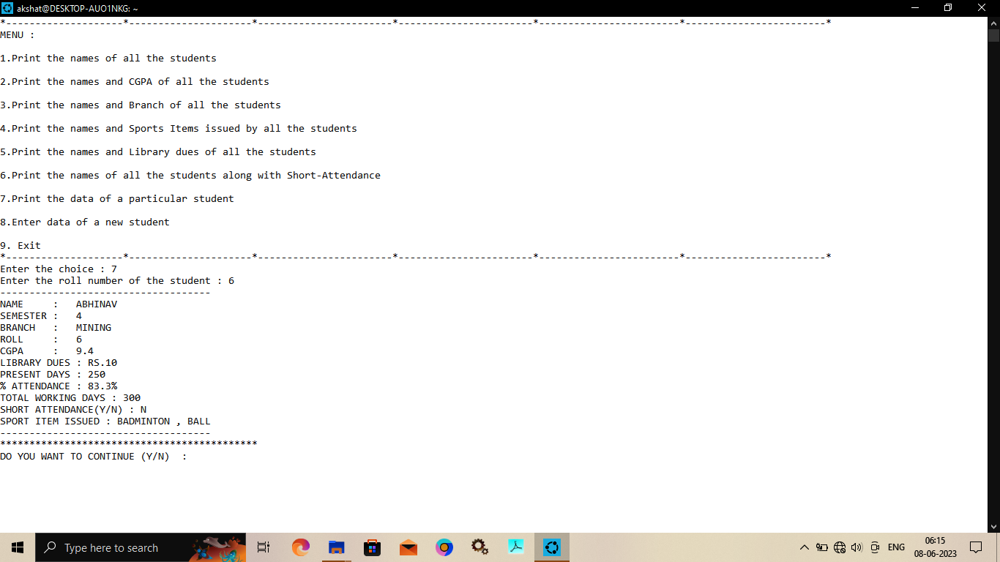 akshat@DESKTOP-AUO1NKG: ~
*--------------------*---------------------*-----------------------*-----------------------*------------------------*------------------------*
MENU :
1.Print the names of all the students
2.Print the names and CGPA of all the students
3.Print the names and Branch of all the students
4.Print the names and Sports Items issued by all the students
5.Print the names and Library dues of all the students
6.Print the names of all the students along with Short-Attendance
7.Print the data of a particular student
8.Enter data of a new student
9. Exit
*--------------------*---------------------*-----------------------*-----------------------*------------------------*------------------------*
Enter the choice : 7
Enter the roll number of the student : 6
------------------------------------
NAME     :   ABHINAV
SEMESTER :   4
BRANCH   :   MINING
ROLL     :   6
CGPA     :   9.4
LIBRARY DUES : RS.10
PRESENT DAYS : 250
% ATTENDANCE : 83.3%
TOTAL WORKING DAYS : 300
SHORT ATTENDANCE(Y/N) : N
SPORT ITEM ISSUED : BADMINTON , BALL
------------------------------------
********************************************
DO YOU WANT TO CONTINUE (Y/N)  :
Type here to search
ENG
06:15
08-06-2023